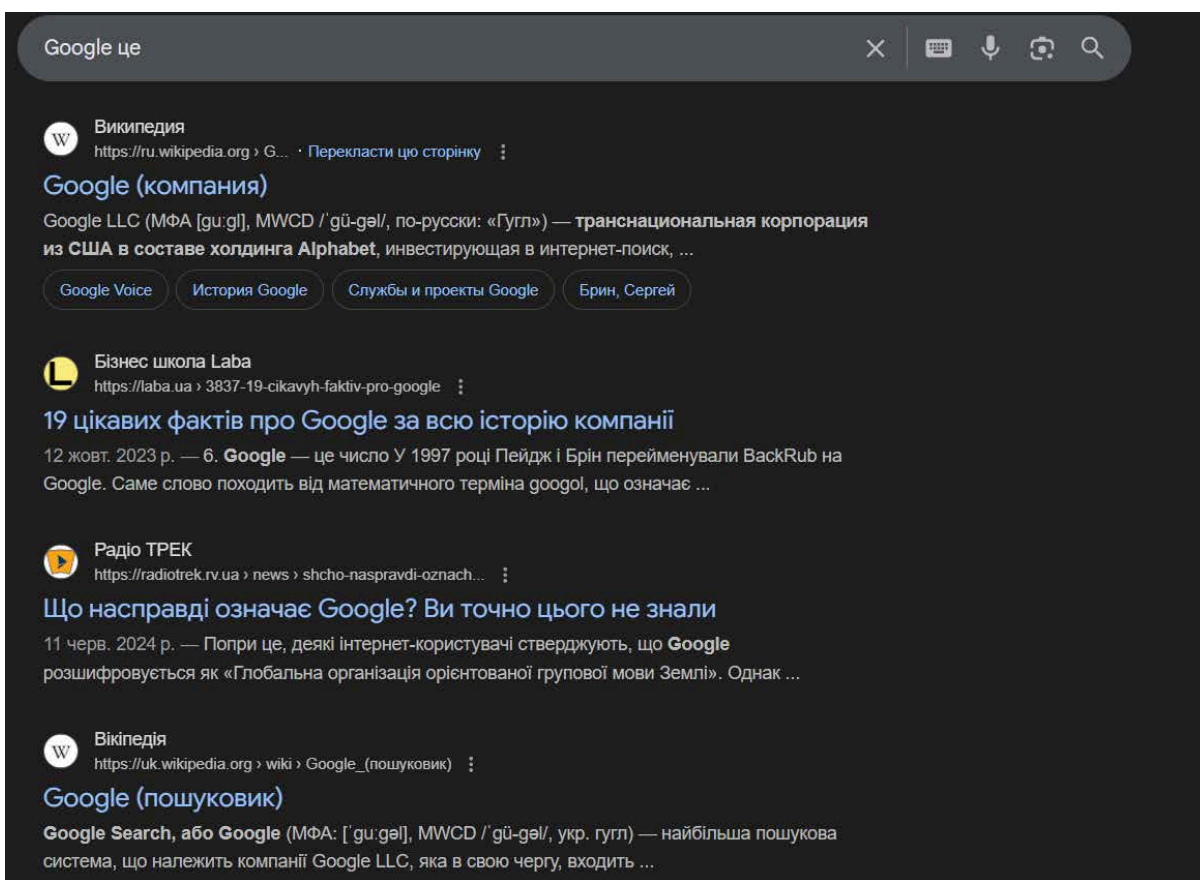 Google це
Википедия
https://ru.wikipedia.org › G... · Перекласти цю сторінку
Google (компания)
Google LLC (МФА [guːgl], MWCD /ˈgü-gəl/, по-русски: «Гугл») — транснациональная корпорация
из США в составе холдинга Alphabet, инвестирующая в интернет-поиск, ...
Google Voice
История Google
Службы и проекты Google
Брин, Сергей
Бізнес школа Laba
https://laba.ua › 3837-19-cikavyh-faktiv-pro-google
19 цікавих фактів про Google за всю історію компанії
12 жовт. 2023 р. — 6. Google — це число У 1997 році Пейдж і Брін перейменували BackRub на
Google. Саме слово походить від математичного терміна googol, що означає ...
Радіо ТРЕК
https://radiotrek.rv.ua › news › shcho-naspravdi-oznach...
Що насправді означає Google? Ви точно цього не знали
11 черв. 2024 р. — Попри це, деякі інтернет-користувачі стверджують, що Google
розшифровується як «Глобальна організація орієнтованої групової мови Землі». Однак ...
W
Вікіпедія
https://uk.wikipedia.org › wiki › Google_(пошуковик)
Google (пошуковик)
Google Search, або Google (МФА: [ˈguːgəl], MWCD /ˈgü-gəl/, укр. гугл) — найбільша пошукова
система, що належить компанії Google LLC, яка в свою чергу, входить ...